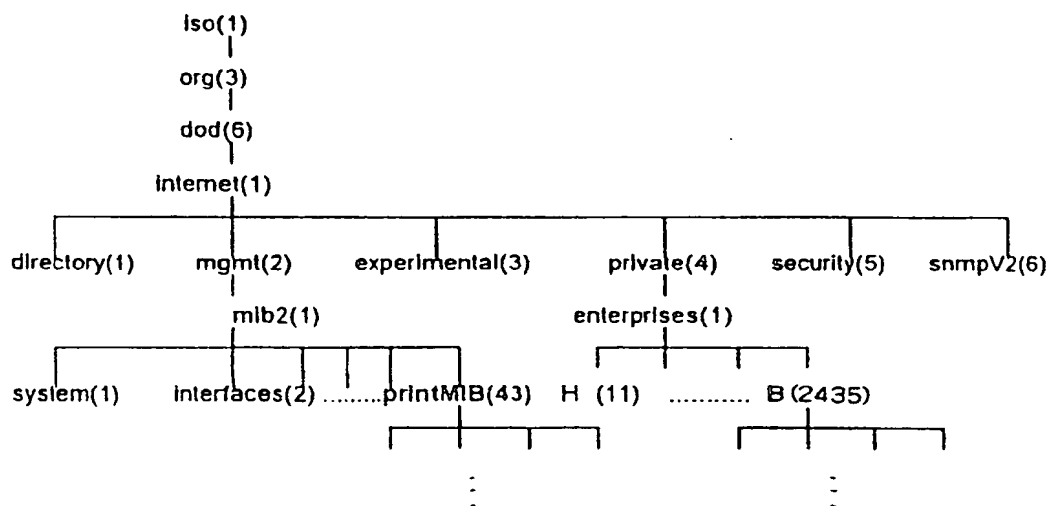 iso(1)
org(3)
dod(6)
internet(1)
directory(1) mgmt(2) experimental(3) private(4) security(5) snmpV2(6)
mib2(1) enterprises(1)
system(1) interfaces(2) ......... printMIB(43) H (11) ........... B (2435)